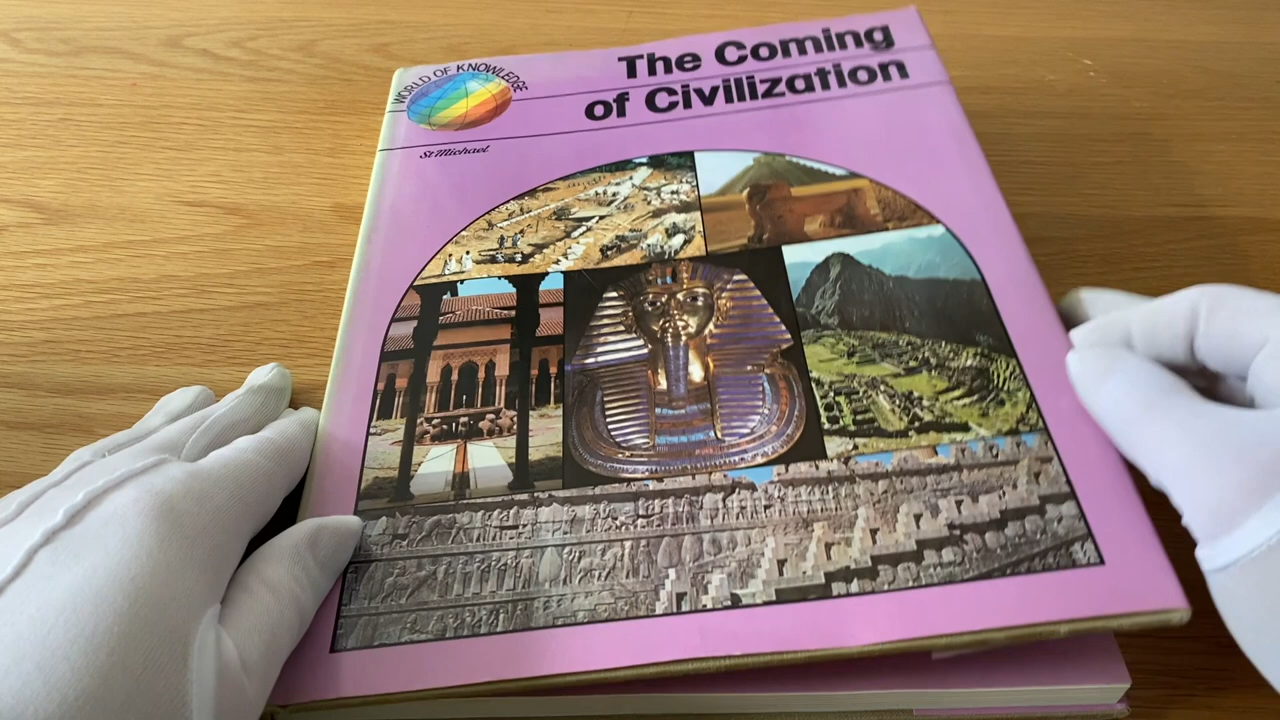 WORLD OF KNOWLEDGE
The Coming
of Civilization
St Michael